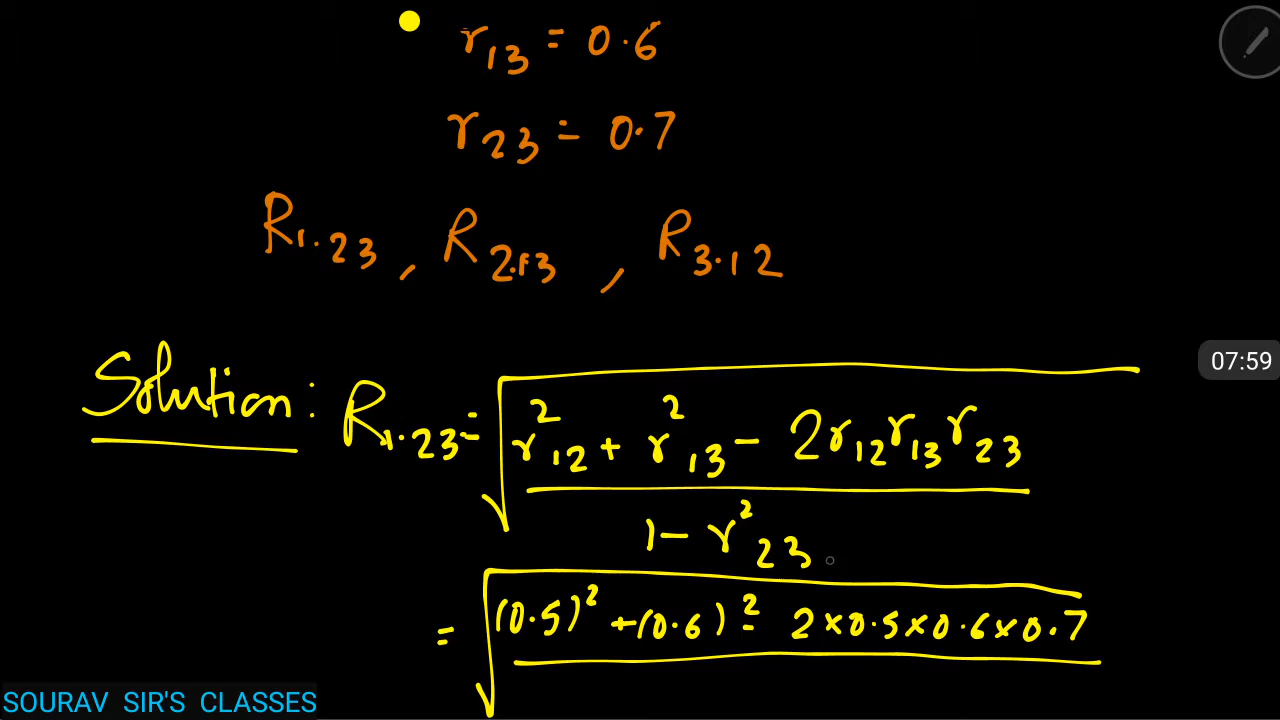 r₁₃ = 0.6
r₂₃ = 0.7
R₁.₂₃ , R₂.₁₃ , R₃.₁₂
07:59
Solution: R₁.₂₃ = √(r²₁₂ + r²₁₃ - 2r₁₂r₁₃r₂₃
1 - r²₂₃
= √((0.5)² + (0.6)² - 2×0.5×0.6×0.7
SOURAV SIR'S CLASSES